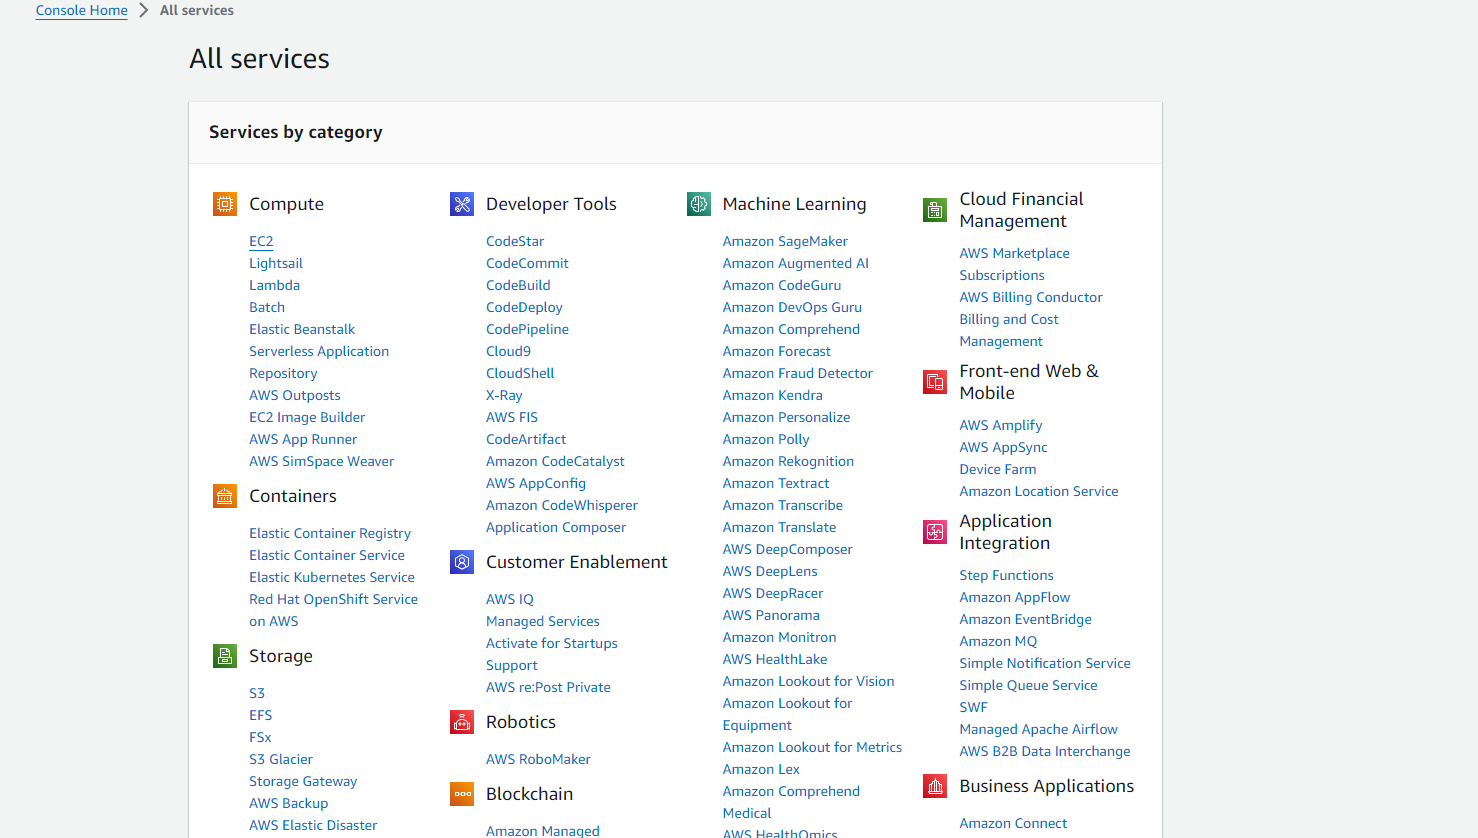 Console Home > All services
All services
Services by category
Compute
EC2
Lightsail
Lambda
Batch
Elastic Beanstalk
Serverless Application
Repository
AWS Outposts
EC2 Image Builder
AWS App Runner
AWS SimSpace Weaver
Containers
Elastic Container Registry
Elastic Container Service
Elastic Kubernetes Service
Red Hat OpenShift Service
on AWS
Storage
S3
EFS
FSx
S3 Glacier
Storage Gateway
AWS Backup
AWS Elastic Disaster
Developer Tools
CodeStar
CodeCommit
CodeBuild
CodeDeploy
CodePipeline
Cloud9
CloudShell
X-Ray
AWS FIS
CodeArtifact
Amazon CodeCatalyst
AWS AppConfig
Amazon CodeWhisperer
Application Composer
Customer Enablement
AWS IQ
Managed Services
Activate for Startups
Support
AWS re:Post Private
Robotics
AWS RoboMaker
Blockchain
Amazon Managed
Machine Learning
Amazon SageMaker
Amazon Augmented AI
Amazon CodeGuru
Amazon DevOps Guru
Amazon Comprehend
Amazon Forecast
Amazon Fraud Detector
Amazon Kendra
Amazon Personalize
Amazon Polly
Amazon Rekognition
Amazon Textract
Amazon Transcribe
Amazon Translate
AWS DeepComposer
AWS DeepLens
AWS DeepRacer
AWS Panorama
Amazon Monitron
AWS HealthLake
Amazon Lookout for Vision
Amazon Lookout for
Equipment
Amazon Lookout for Metrics
Amazon Lex
Amazon Comprehend
Medical
AWS HealthOmics
Cloud Financial
Management
AWS Marketplace
Subscriptions
AWS Billing Conductor
Billing and Cost
Management
Front-end Web &
Mobile
AWS Amplify
AWS AppSync
Device Farm
Amazon Location Service
Application
Integration
Step Functions
Amazon AppFlow
Amazon EventBridge
Amazon MQ
Simple Notification Service
Simple Queue Service
SWF
Managed Apache Airflow
AWS B2B Data Interchange
Business Applications
Amazon Connect